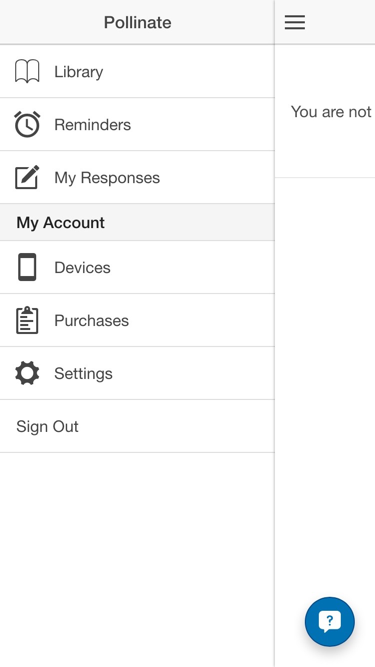 Pollinate
Library
Reminders
My Responses
My Account
Devices
Purchases
Settings
Sign Out
You are not
?